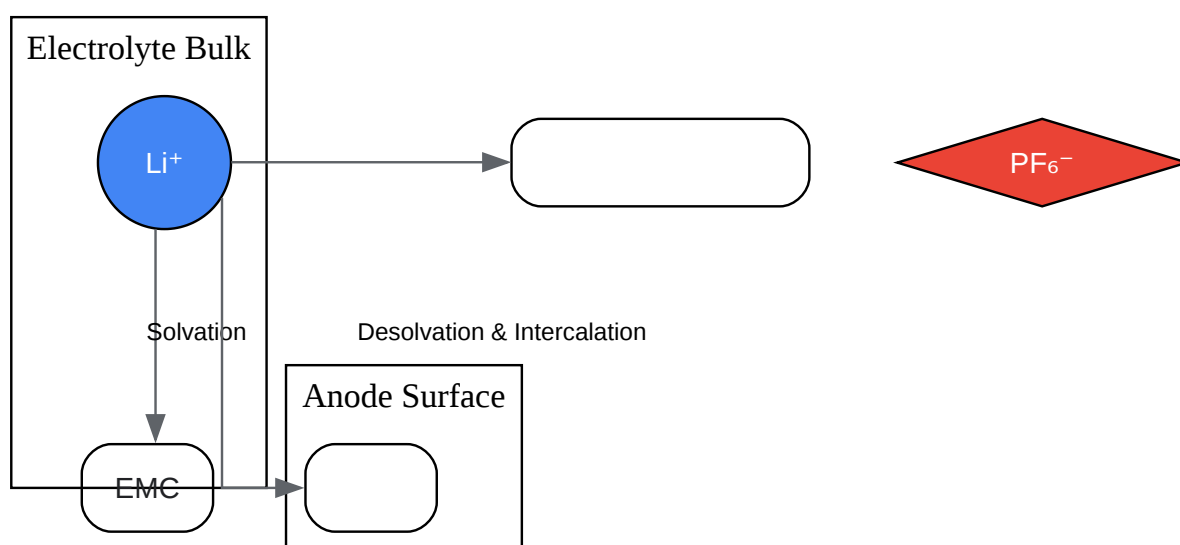 Electrolyte Bulk
Li⁺
PF₆⁻
Solvation
Desolvation & Intercalation
Anode Surface
EMC